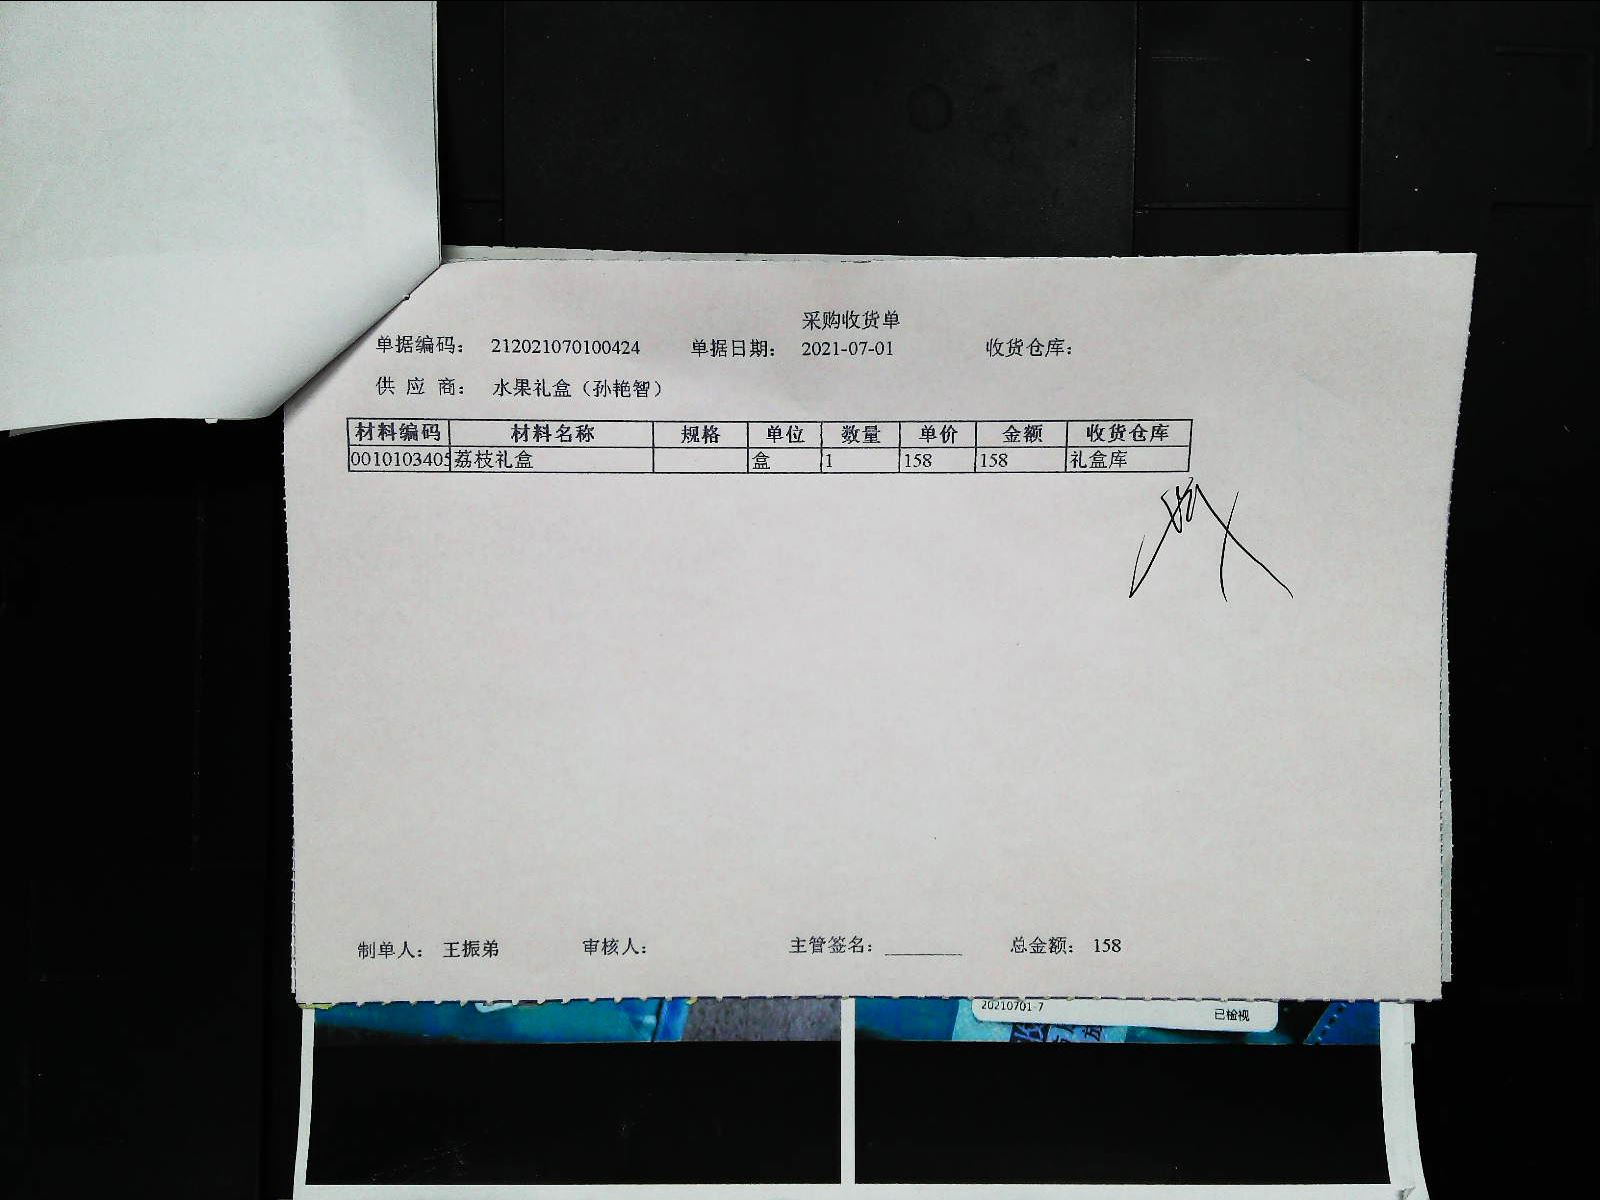 采购收货单
单据编码： 212021070100424 单据日期： 2021-07-01 收货仓库：
供 应 商： 水果礼盒（孙艳智）
材料编码 材料名称 规格 单位 数量 单价 金额 收货仓库
0010103405 荔枝礼盒 盒 1 158 158 礼盒库
制单人： 王振弟 审核人： 主管签名：________ 总金额： 158
20210701-7 已检视